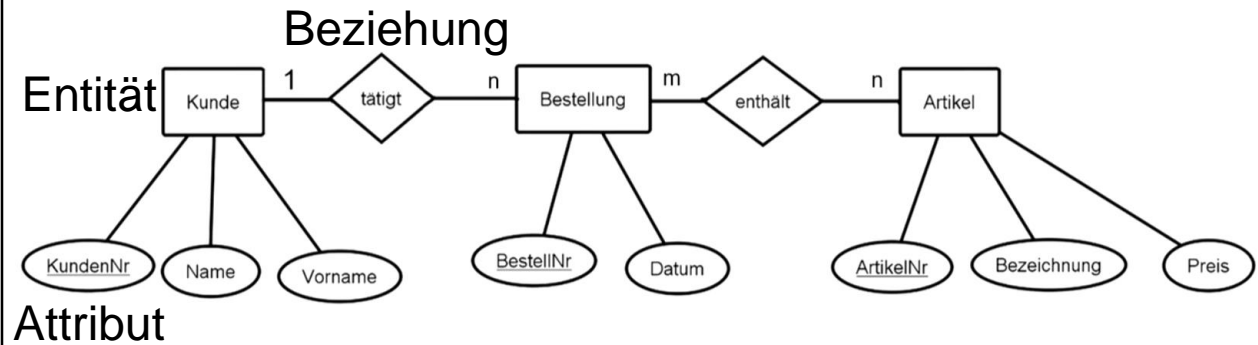 Beziehung
Entität Kunde 1 tätigt n Bestellung m enthält n Artikel
KundenNr Name Vorname BestellNr Datum ArtikelNr Bezeichnung Preis
Attribut